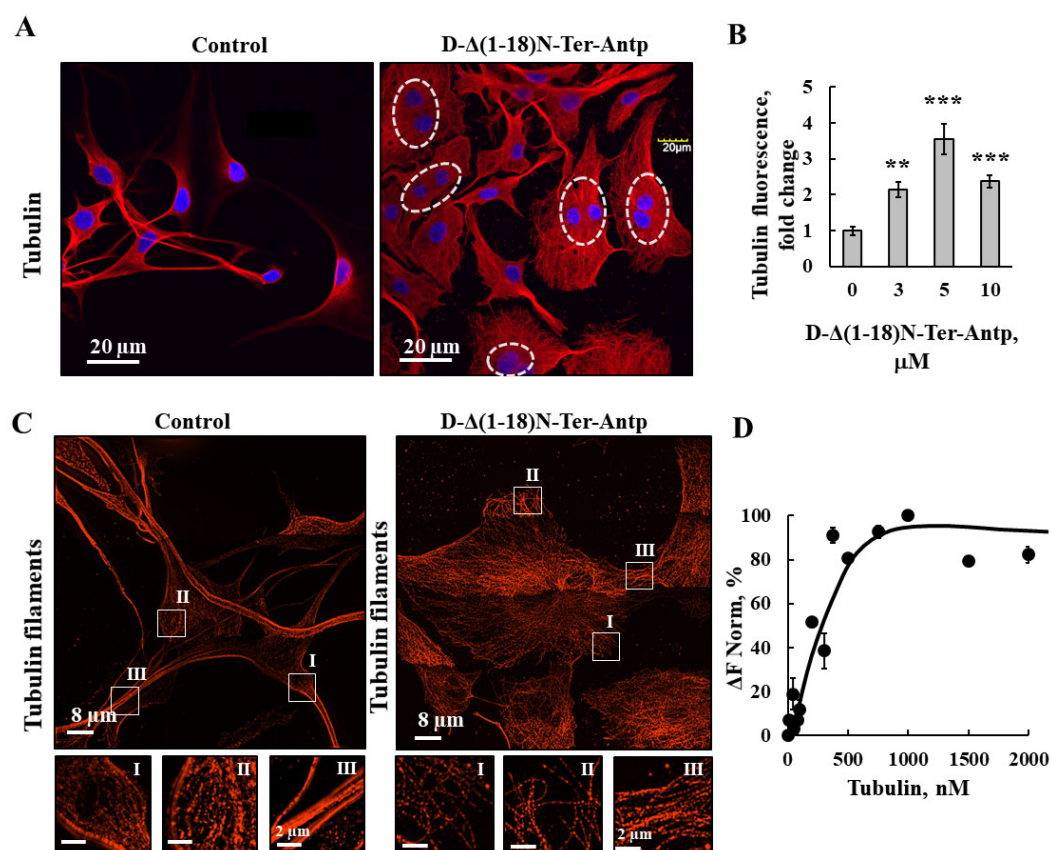 A
Control
D-Δ(1-18)N-Ter-Antp
Tubulin
20 μm
20μm
20 μm
B
Tubulin fluorescence,
fold change
5
4
3
2
1
0
**
***
***
0 3 5 10
D-Δ(1-18)N-Ter-Antp,
μM
C
Control
D-Δ(1-18)N-Ter-Antp
Tubulin filaments
II
III
I
8 μm
I
II
III
2 μm
Tubulin filaments
II
III
I
8 μm
I
II
III
2 μm
D
ΔF Norm, %
100
80
60
40
20
0
0 500 1000 1500 2000
Tubulin, nM